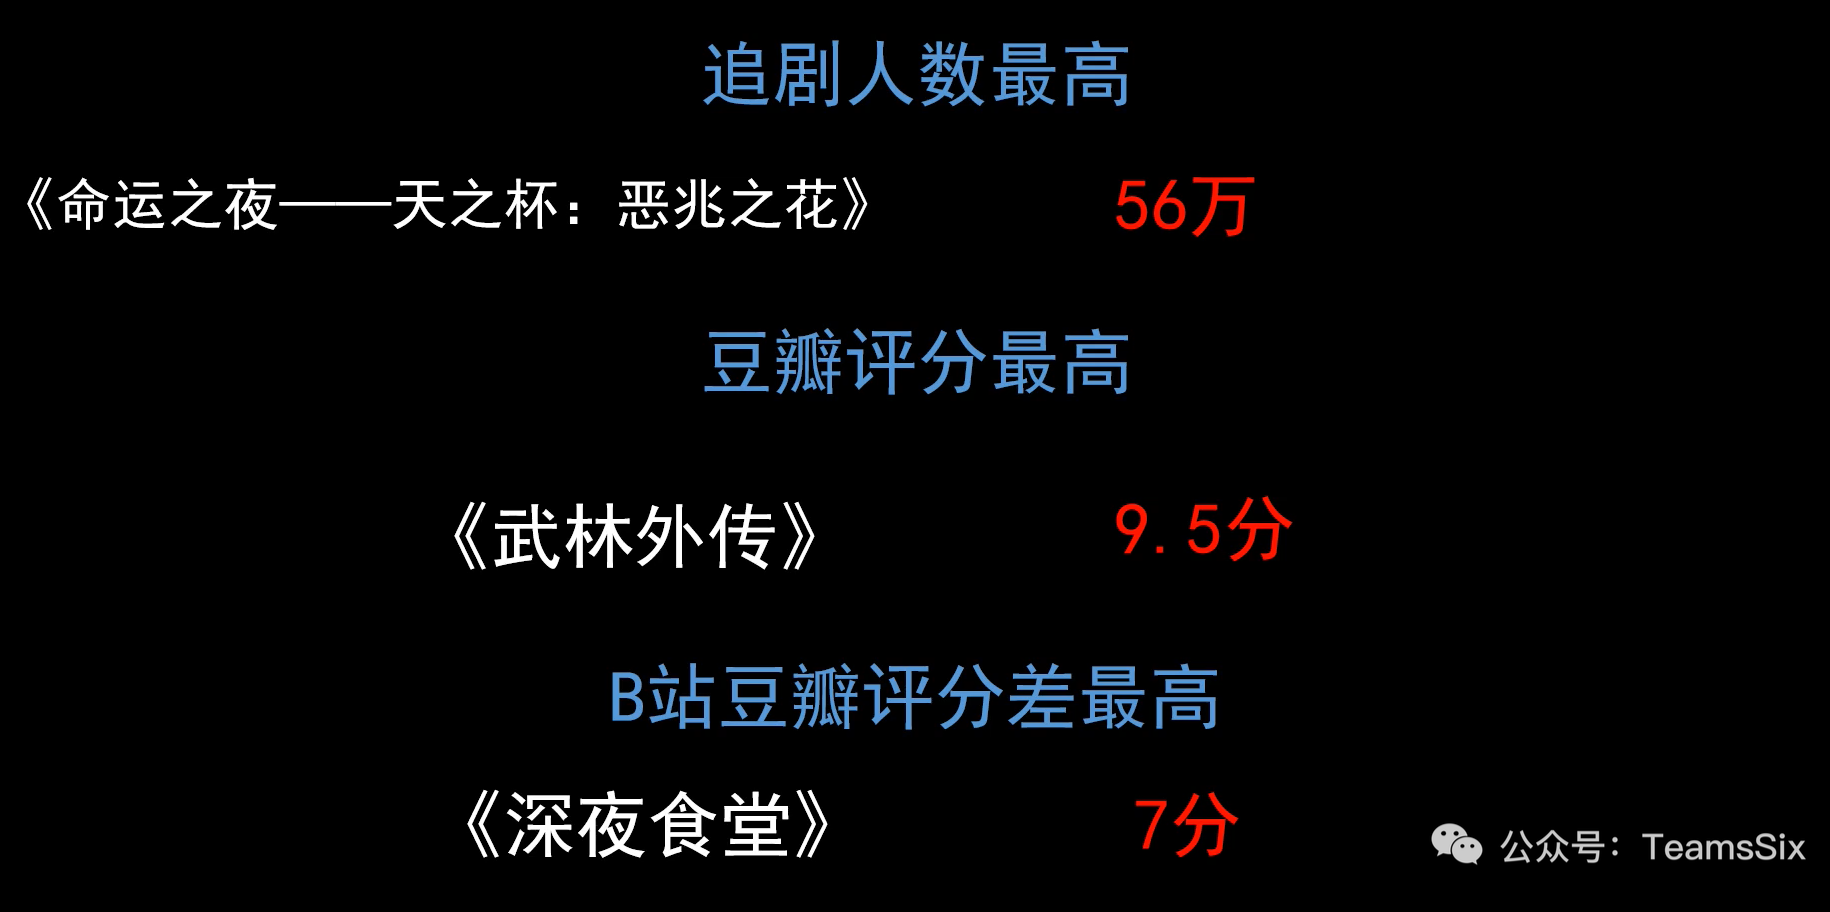 追剧人数最高
《命运之夜——天之杯：恶兆之花》 56万
豆瓣评分最高
《武林外传》 9.5分
B站豆瓣评分差最高
《深夜食堂》 7分
公众号：TeamsSix